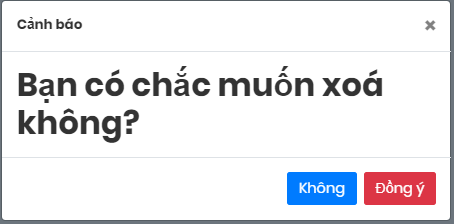 Cảnh báo
×
Bạn có chắc muốn xoá
không?
Không
Đồng ý